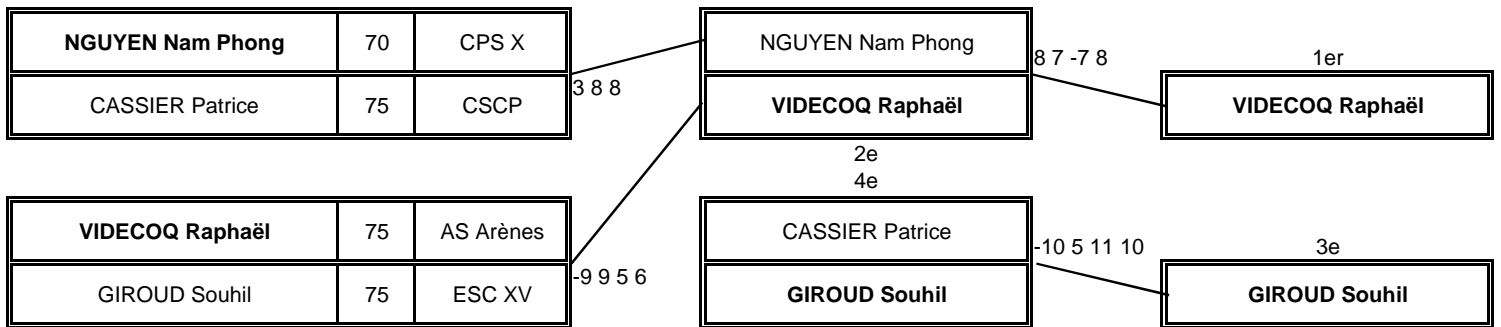 NGUYEN Nam Phong 70 CPS X
CASSIER Patrice 75 CSCP
3 8 8
NGUYEN Nam Phong
VIDECOQ Raphaël
8 7 -7 8
1er
VIDECOQ Raphaël
2e
4e
VIDECOQ Raphaël 75 AS Arènes
GIROUD Souhil 75 ESC XV
-9 9 5 6
CASSIER Patrice
GIROUD Souhil
-10 5 11 10
3e
GIROUD Souhil